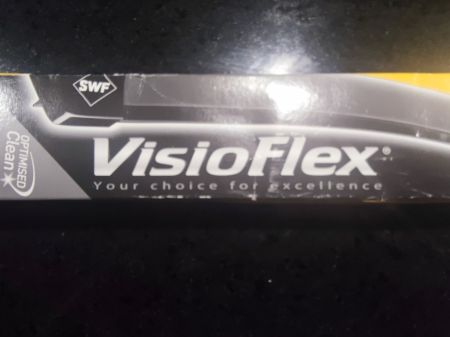 SWF
OPTIMISED
Clean
VisioFlex®
Your choice for excellence